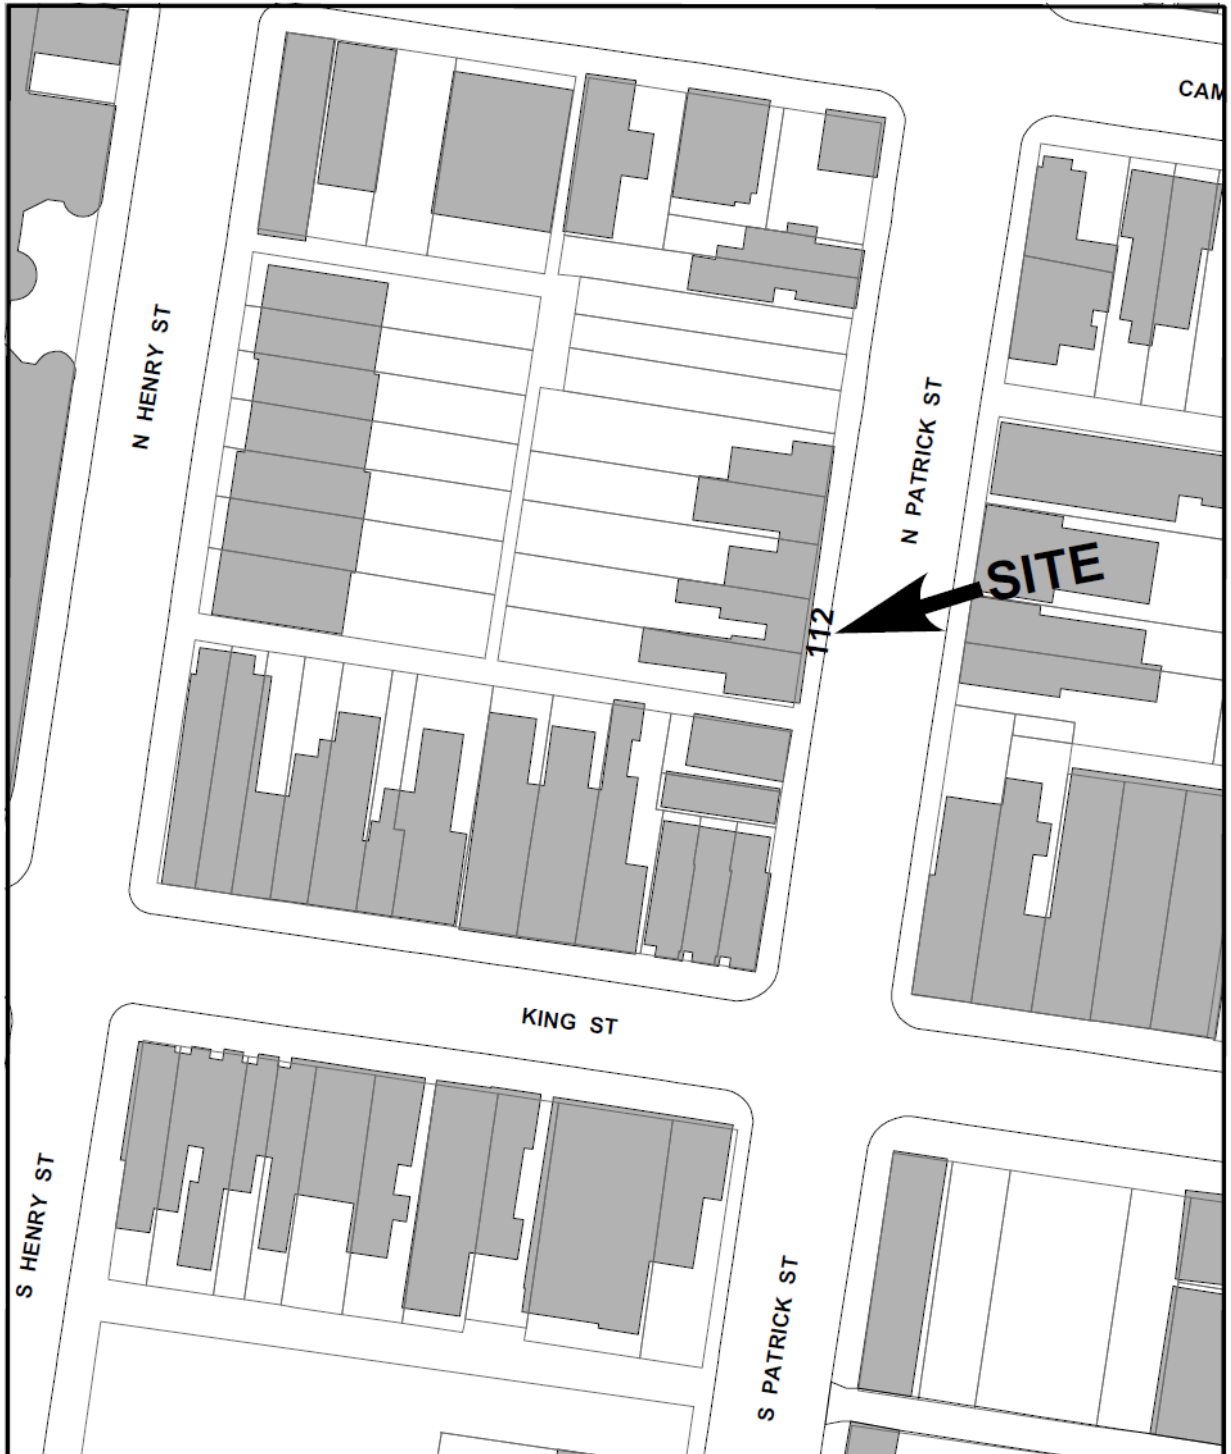 CAM
N HENRY ST
N PATRICK ST
SITE
112
KING ST
S HENRY ST
S PATRICK ST